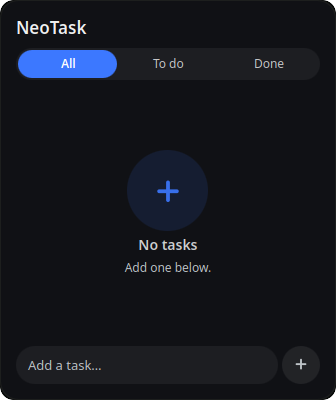 NeoTask
All To do Done
No tasks
Add one below.
Add a task...